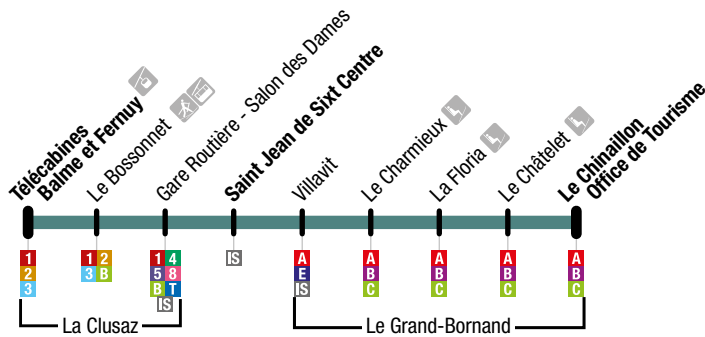 Télécabines
Balme et Fernuy
Le Bossonnet
Gare Routière - Salon des Dames
Saint Jean de Sixt Centre
Villavit
Le Charmieux
La Floria
Le Châtelet
Le Chinaillon
Office de Tourisme
1
2
3
1 2
3 B
1 4
5 8
B T
IS
IS
A
E
IS
A
B
C
A
B
C
A
B
C
A
B
C
La Clusaz
Le Grand-Bornand